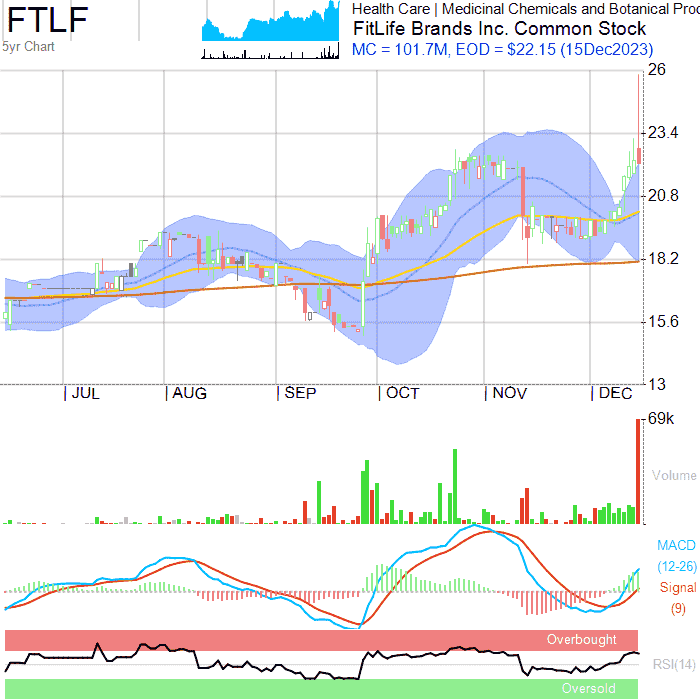 FTLF
5yr Chart
Health Care | Medicinal Chemicals and Botanical Proc
FitLife Brands Inc. Common Stock
MC = 101.7M, EOD = $22.15 (15Dec2023)
26
23.4
20.8
18.2
15.6
13
JUL AUG SEP OCT NOV DEC
69k
Volume
MACD
(12-26)
Signal
(9)
Overbought
RSI(14)
Oversold